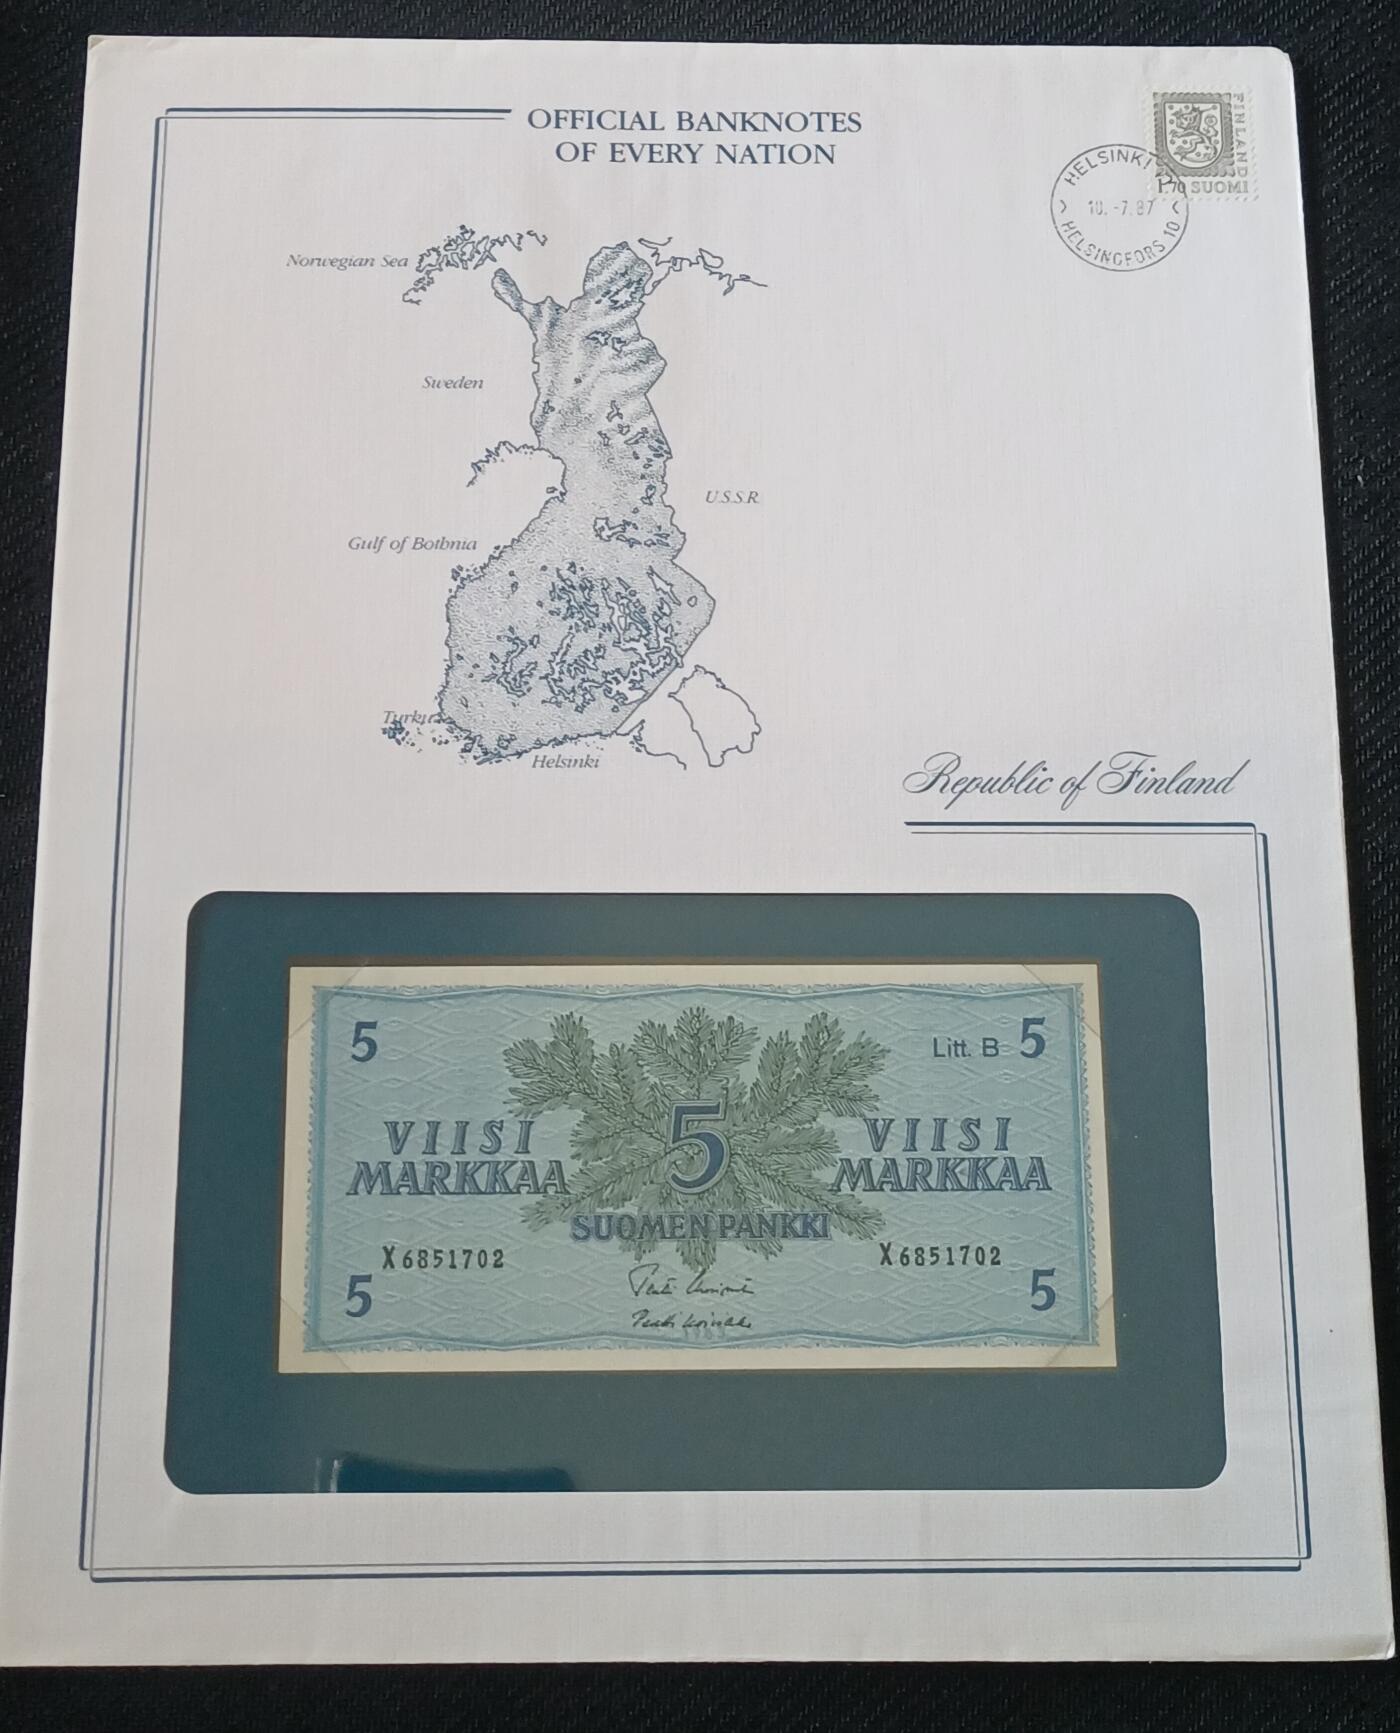 OFFICIAL BANKNOTES
OF EVERY NATION
FINLAND
1,70 SUOMI
HELSINKI
10.-7.87
HELSINGFORS 10
Norwegian Sea
Sweden
U.S.S.R.
Gulf of Bothnia
Turku
Helsinki
Republic of Finland
5
Litt. B 5
VIISI
MARKKAA
5
VIISI
MARKKAA
SUOMEN PANKKI
X6851702
X6851702
5
5